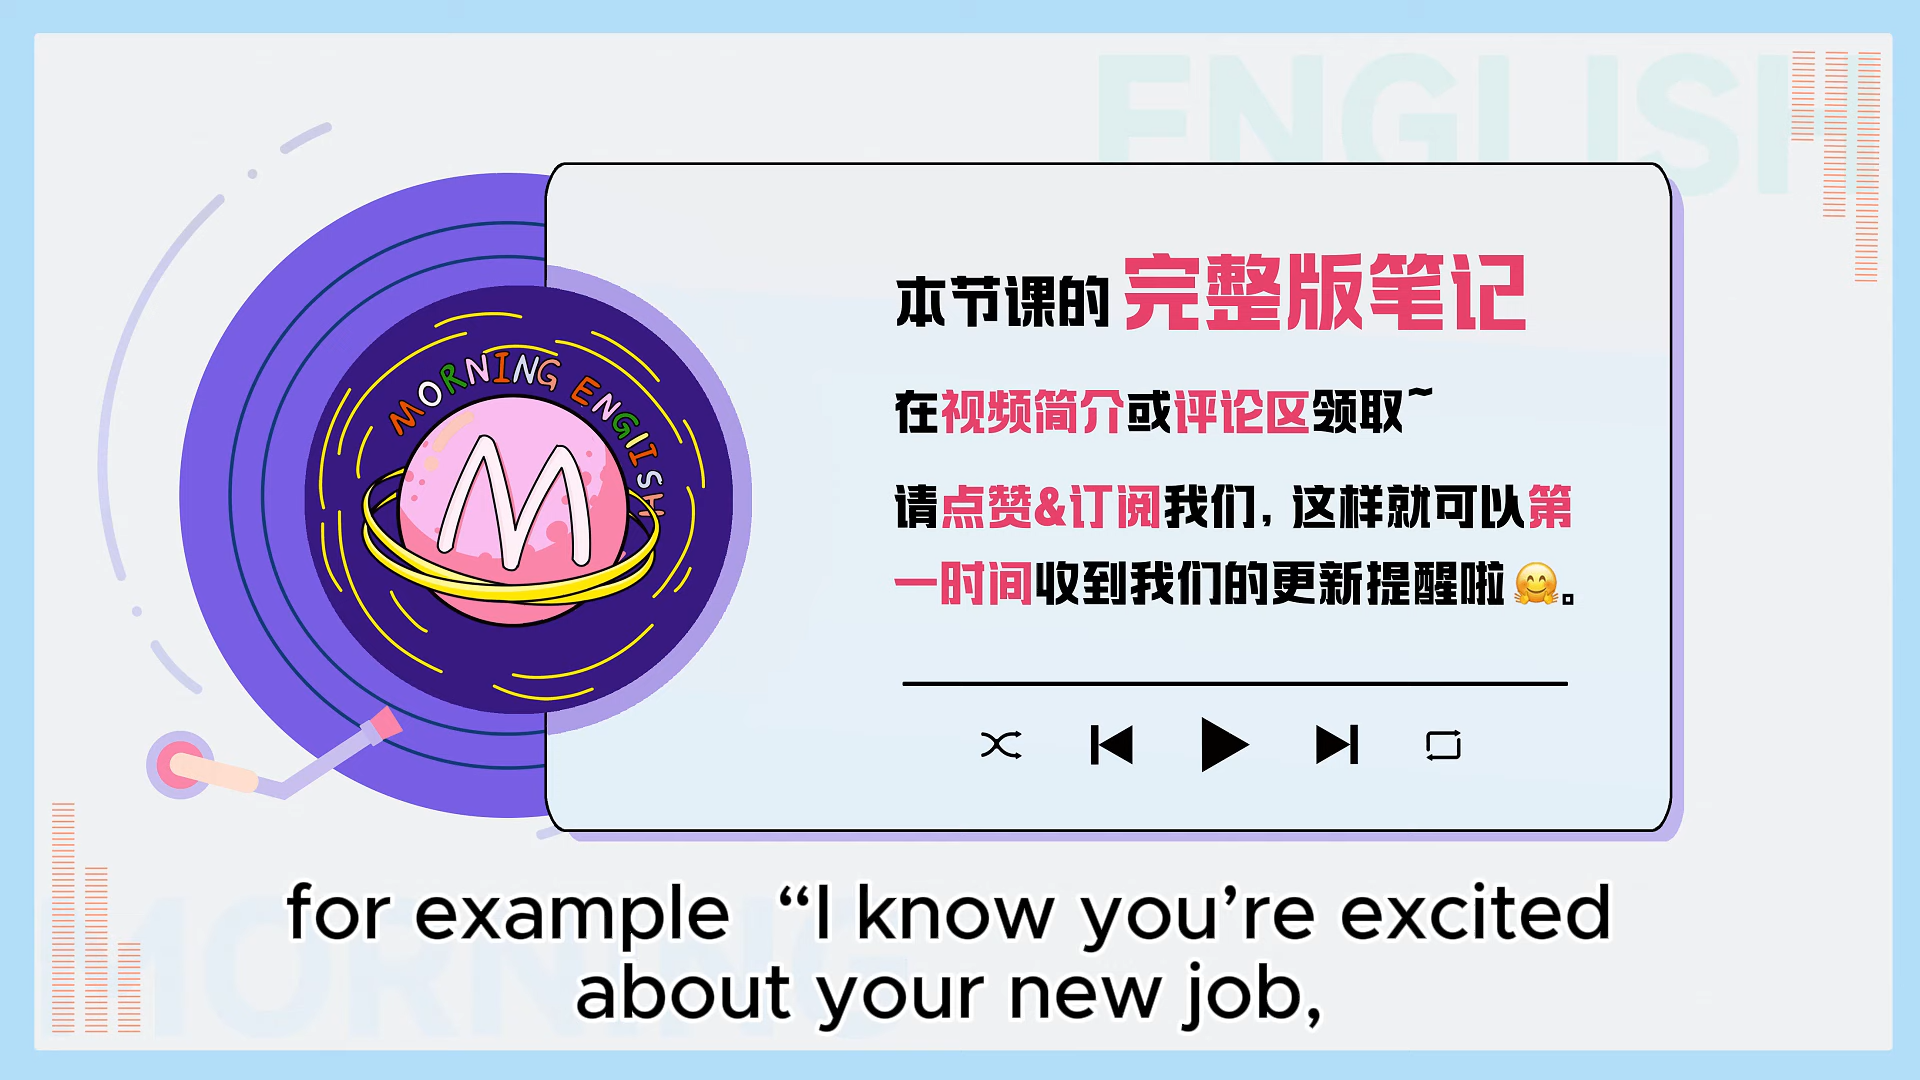 ENGLISH
本节课的 完整版笔记
在视频简介或评论区领取~
请点赞&订阅我们，这样就可以第
一时间收到我们的更新提醒啦🤗。
MORNING ENGLISH
M
MORNING
for example “I know you’re excited
about your new job,